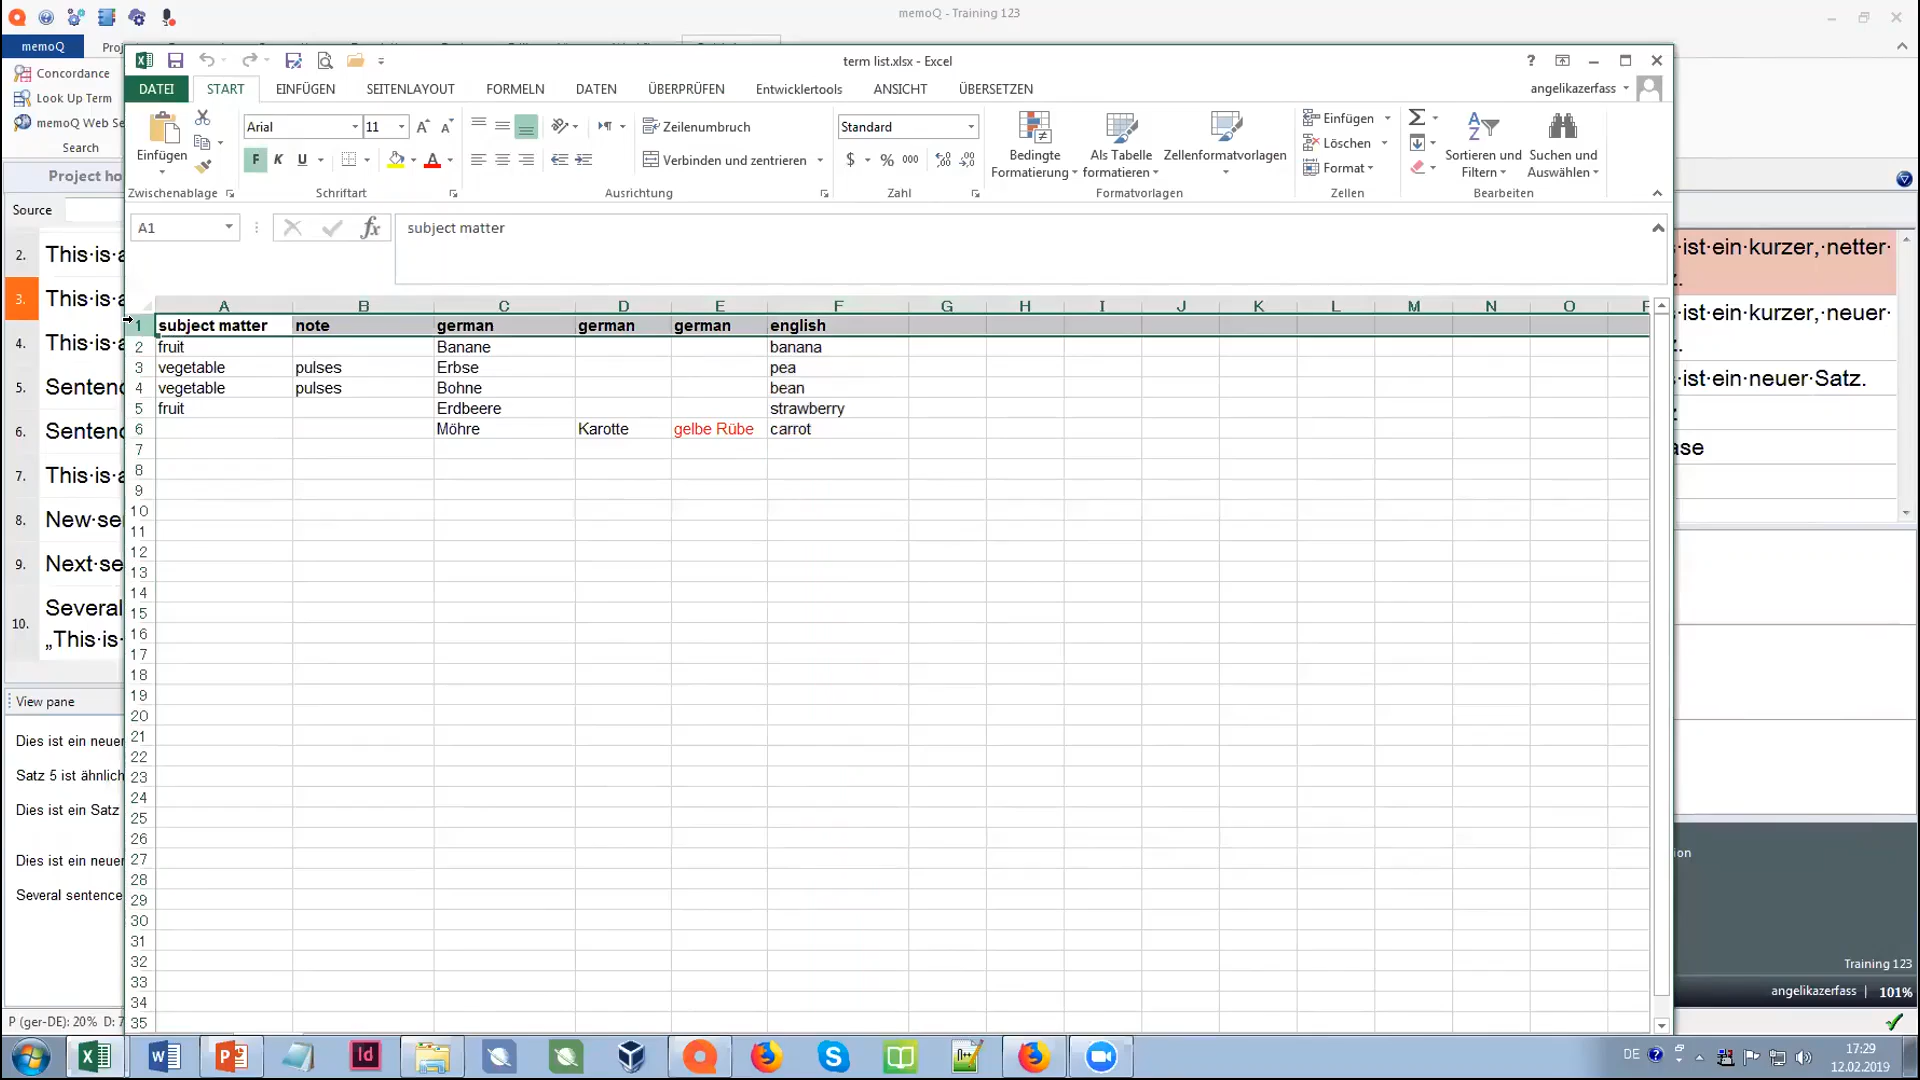 memoQ - Training 123
memoQ
Concordance
Look Up Term
memoQ Web Se
Search
Project ho
Source
2. This·is·a
3. This·is·a
4. This·is·a
5. Sentenc
6. Sentenc
7. This·is·a
8. New·se
9. Next·se
10. Several
„This·is·
View pane
Dies ist ein neuer
Satz 5 ist ähnlich
Dies ist ein Satz
Dies ist ein neuer
Several sentence
P (ger-DE): 20% D: 7
term list.xlsx - Excel
DATEI START EINFÜGEN SEITENLAYOUT FORMELN DATEN ÜBERPRÜFEN Entwicklertools ANSICHT ÜBERSETZEN
angelikazerfass
Einfügen
Zwischenablage
Arial 11
F K U
Schriftart
Zeilenumbruch
Verbinden und zentrieren
Ausrichtung
Standard
$ % 000
Zahl
Bedingte Formatierung
Als Tabelle formatieren
Zellenformatvorlagen
Formatvorlagen
Einfügen
Löschen
Format
Zellen
Sortieren und Filtern
Suchen und Auswählen
Bearbeiten
A1 fx subject matter
A B C D E F G H I J K L M N O
1 subject matter note german german german english
2 fruit Banane banana
3 vegetable pulses Erbse pea
4 vegetable pulses Bohne bean
5 fruit Erdbeere strawberry
6 Möhre Karotte gelbe Rübe carrot
7
8
9
10
11
12
13
14
15
16
17
18
19
20
21
22
23
24
25
26
27
28
29
30
31
32
33
34
35
·ist·ein·kurzer,·netter·
·ist·ein·kurzer,·neuer·
·ist·ein·neuer·Satz.
ase
ion
Training 123
angelikazerfass | 101%
DE
17:29
12.02.2019